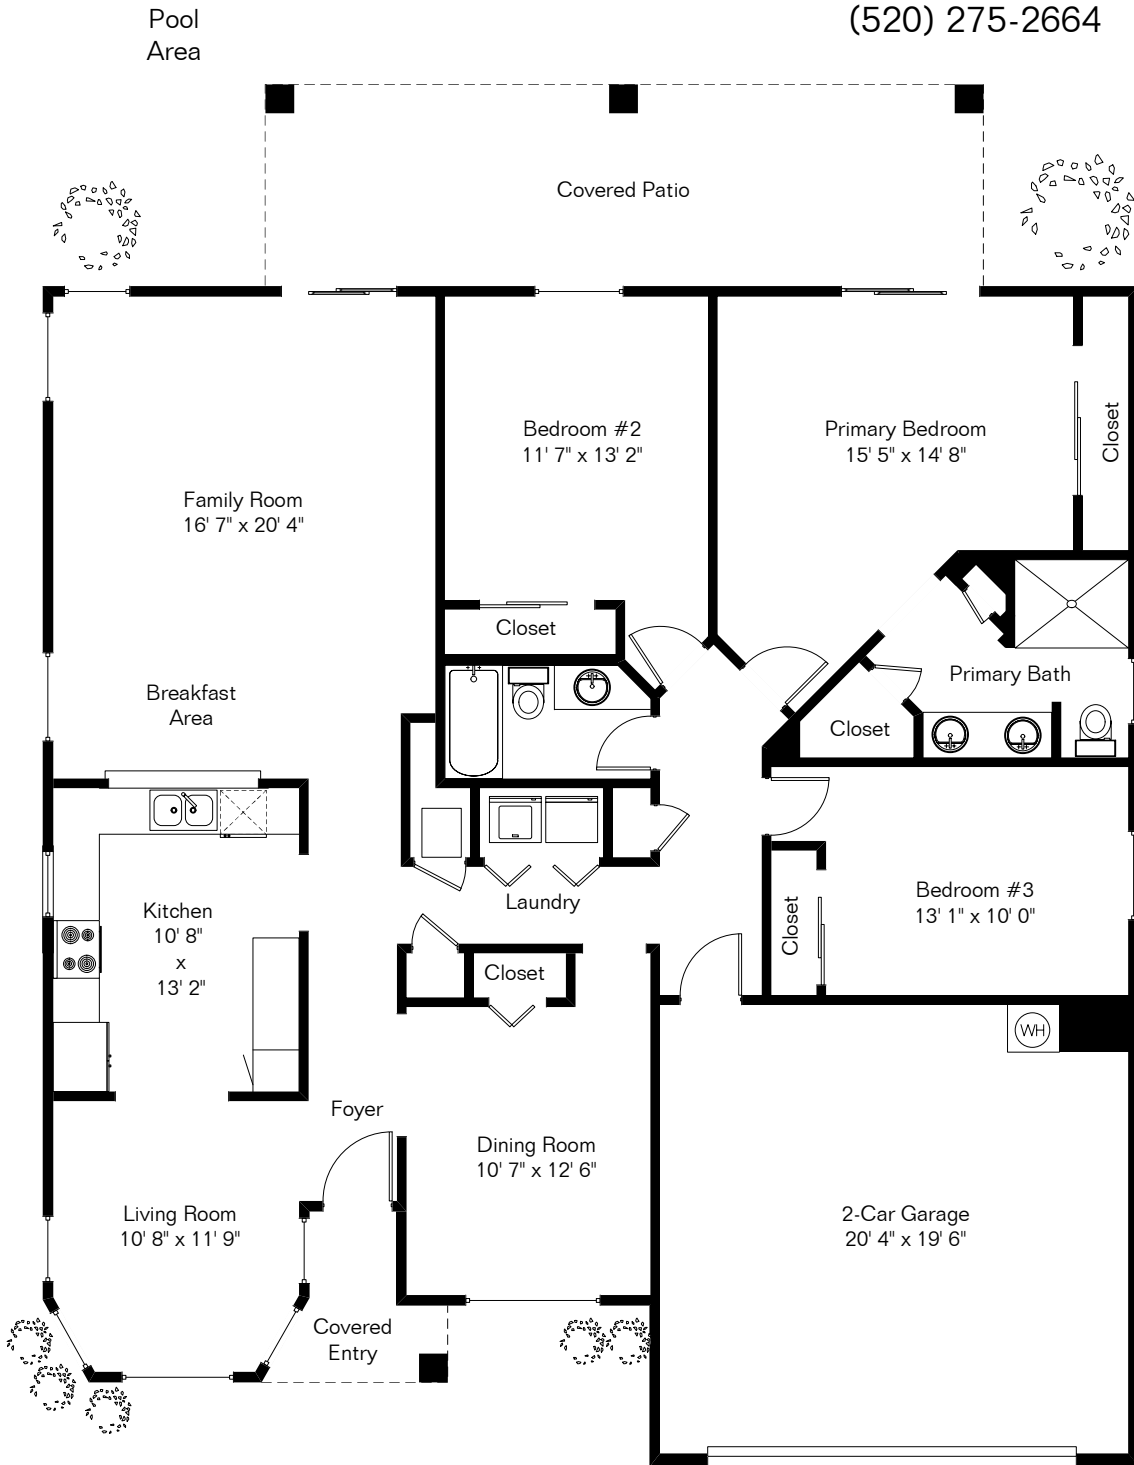 Pool
Area
(520) 275-2664
Covered Patio
Bedroom #2
11' 7" x 13' 2"
Primary Bedroom
15' 5" x 14' 8"
Closet
Family Room
16' 7" x 20' 4"
Closet
Primary Bath
Breakfast
Area
Closet
Kitchen
10' 8"
x
13' 2"
Laundry
Bedroom #3
13' 1" x 10' 0"
Closet
Closet
WH
Foyer
Dining Room
10' 7" x 12' 6"
Living Room
10' 8" x 11' 9"
2-Car Garage
20' 4" x 19' 6"
Covered
Entry